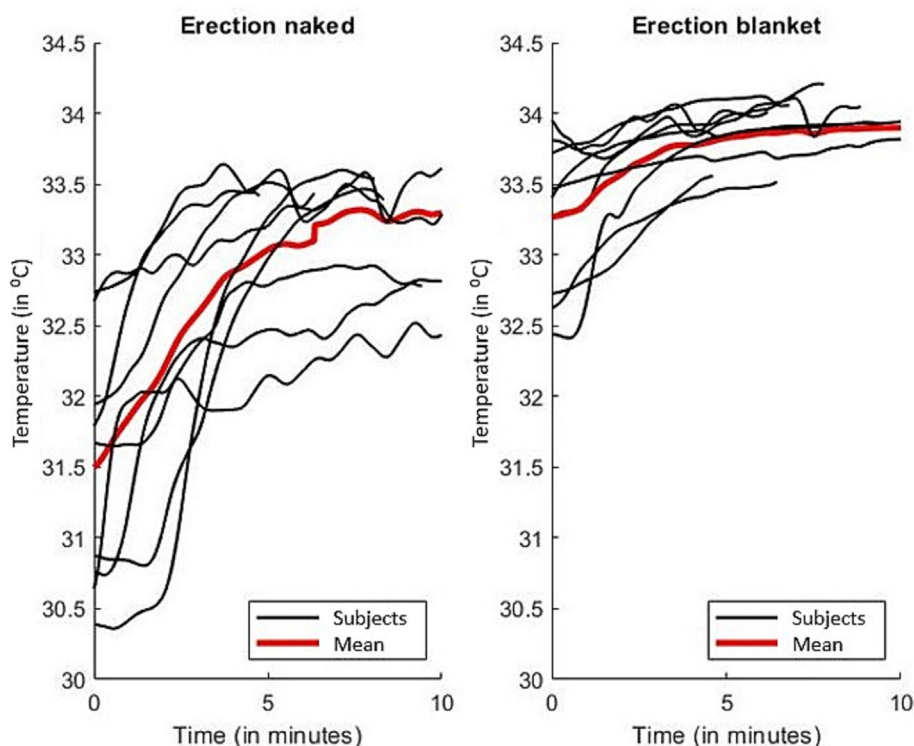 Erection naked
34.5
34
33.5
33
32.5
32
31.5
31
30.5
30
Temperature (in ⁰C)
Subjects
Mean
0
5
10
Time (in minutes)
Erection blanket
34.5
34
33.5
33
32.5
32
31.5
31
30.5
30
Temperature (in ⁰C)
Subjects
Mean
0
5
10
Time (in minutes)